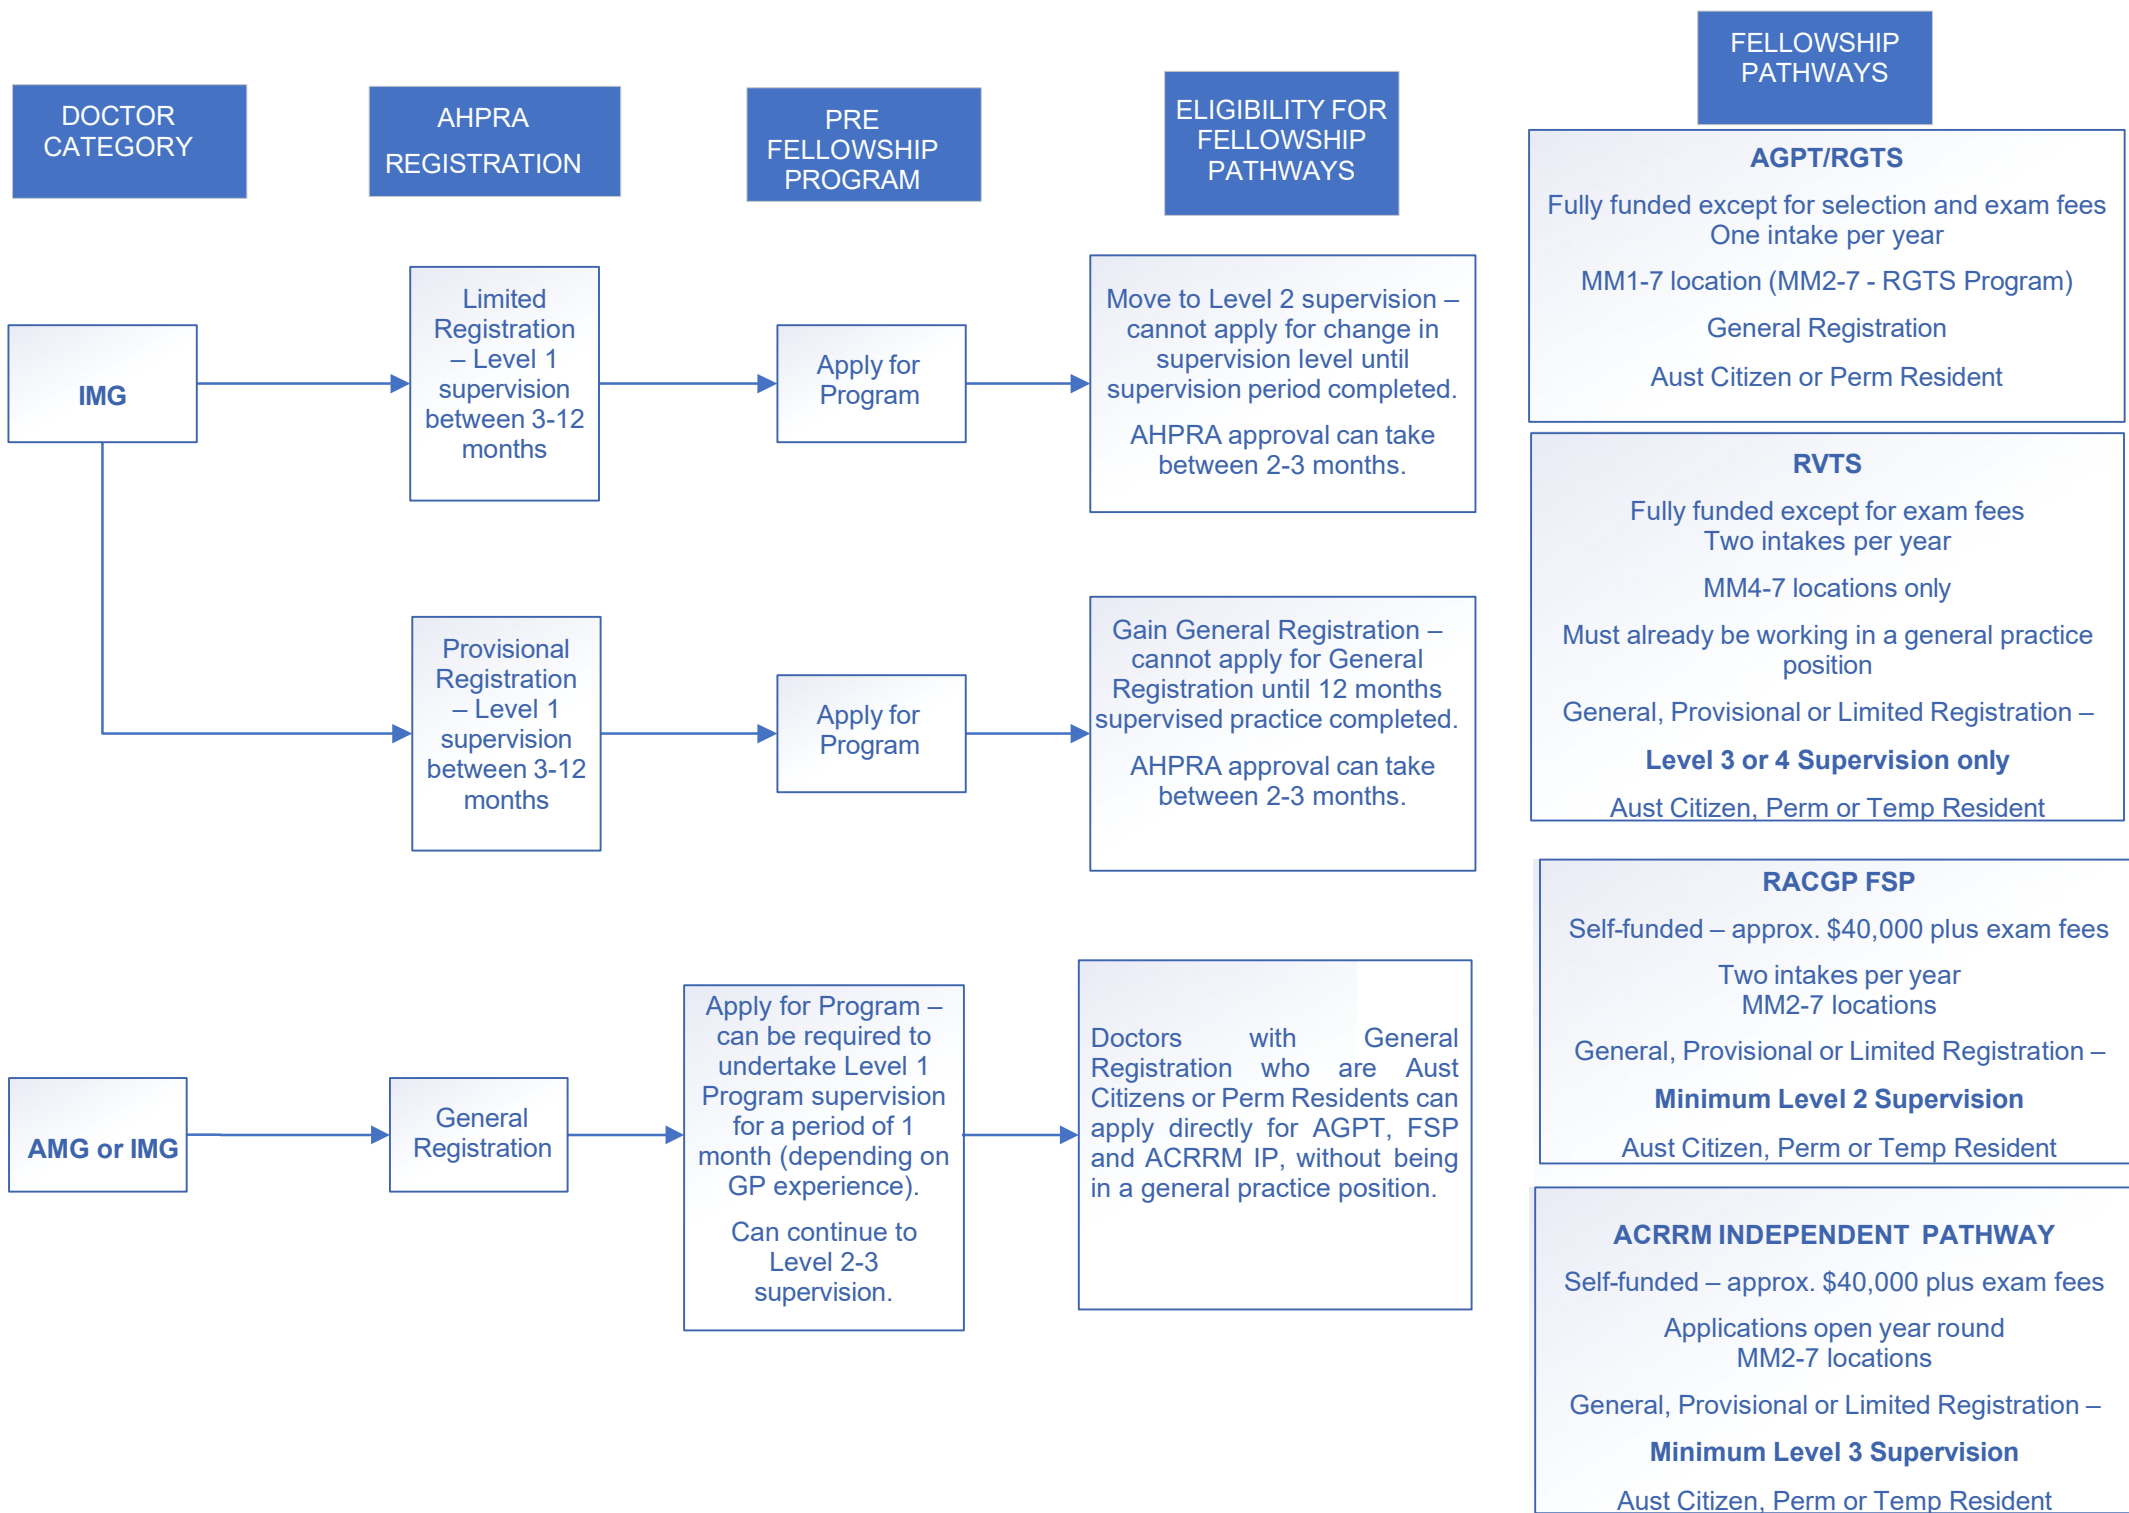 DOCTOR
CATEGORY
AHPRA
REGISTRATION
PRE
FELLOWSHIP
PROGRAM
ELIGIBILITY FOR
FELLOWSHIP
PATHWAYS
FELLOWSHIP
PATHWAYS
IMG
Limited
Registration
– Level 1
supervision
between 3-12
months
Apply for
Program
Move to Level 2 supervision –
cannot apply for change in
supervision level until
supervision period completed.
AHPRA approval can take
between 2-3 months.
Provisional
Registration
– Level 1
supervision
between 3-12
months
Apply for
Program
Gain General Registration –
cannot apply for General
Registration until 12 months
supervised practice completed.
AHPRA approval can take
between 2-3 months.
AMG or IMG
General
Registration
Apply for Program –
can be required to
undertake Level 1
Program supervision
for a period of 1
month (depending on
GP experience).
Can continue to
Level 2-3
supervision.
Doctors with General
Registration who are Aust
Citizens or Perm Residents can
apply directly for AGPT, FSP
and ACRRM IP, without being
in a general practice position.
AGPT/RGTS
Fully funded except for selection and exam fees
One intake per year
MM1-7 location (MM2-7 - RGTS Program)
General Registration
Aust Citizen or Perm Resident
RVTS
Fully funded except for exam fees
Two intakes per year
MM4-7 locations only
Must already be working in a general practice
position
General, Provisional or Limited Registration –
Level 3 or 4 Supervision only
Aust Citizen, Perm or Temp Resident
RACGP FSP
Self-funded – approx. $40,000 plus exam fees
Two intakes per year
MM2-7 locations
General, Provisional or Limited Registration –
Minimum Level 2 Supervision
Aust Citizen, Perm or Temp Resident
ACRRM INDEPENDENT PATHWAY
Self-funded – approx. $40,000 plus exam fees
Applications open year round
MM2-7 locations
General, Provisional or Limited Registration –
Minimum Level 3 Supervision
Aust Citizen, Perm or Temp Resident